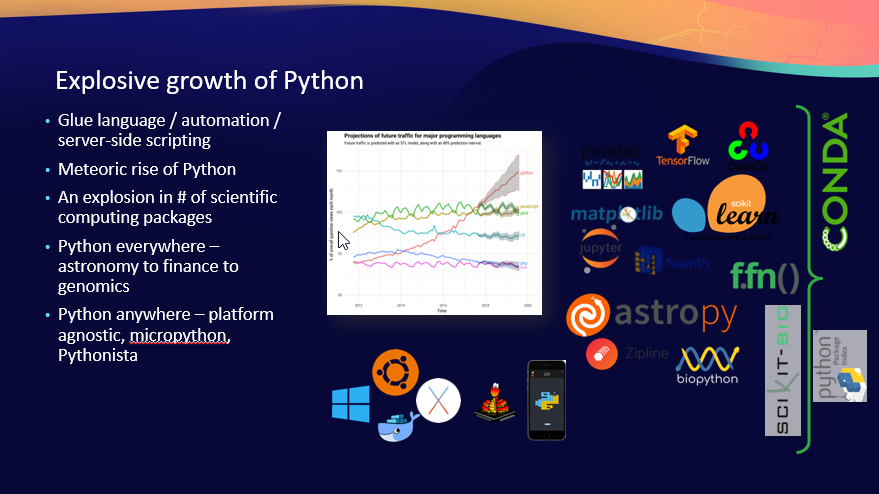 Explosive growth of Python
• Glue language / automation /
server-side scripting
• Meteoric rise of Python
• An explosion in # of scientific
computing packages
• Python everywhere –
astronomy to finance to
genomics
• Python anywhere – platform
agnostic, micropython,
Pythonista
Projections of future traffic for major programming languages
Future traffic is predicted with an STL model, along with an 80% prediction interval.
% of overall question views each month
python
javascript
java
c#
php
c++
2012
2014
2016
2018
2020
Time
pandas
TensorFlow
matplotlib
scikit
learn
jupyter
NumPy
f.fn()
astropy
Zipline
biopython
SCIKIT-BIO
CONDA®
python
Package
Index